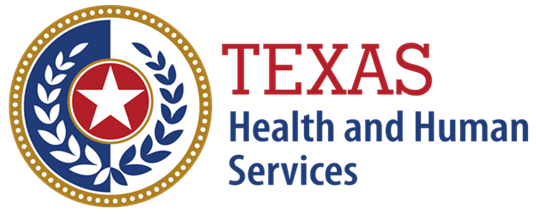 TEXAS
Health and Human
Services